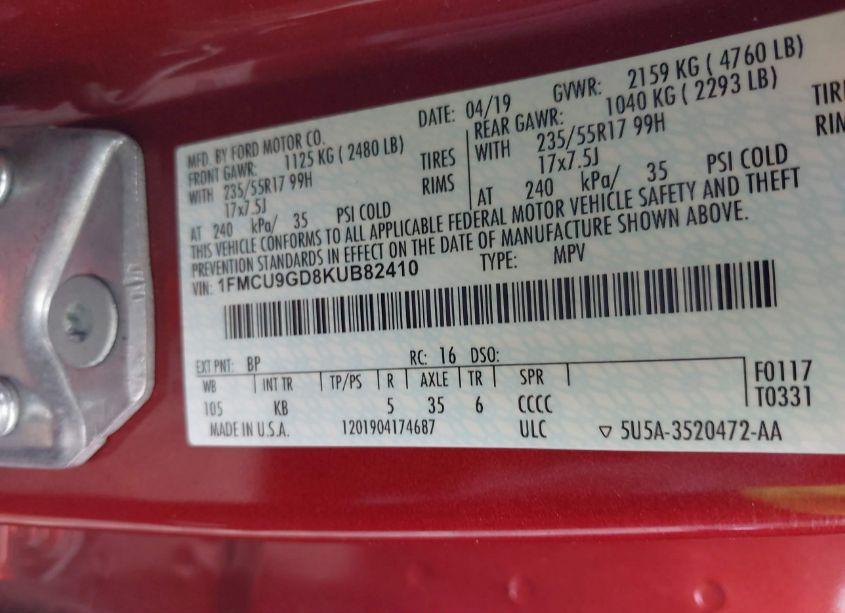 MFD. BY FORD MOTOR CO. DATE: 04/19 GVWR: 2159 KG ( 4760 LB)
FRONT GAWR: 1125 KG ( 2480 LB) REAR GAWR: 1040 KG ( 2293 LB)
WITH 235/55R17 99H TIRES WITH 235/55R17 99H TIRE
17x7.5J RIMS 17x7.5J RIMS
AT 240 kPa/ 35 PSI COLD AT 240 kPa/ 35 PSI COLD
THIS VEHICLE CONFORMS TO ALL APPLICABLE FEDERAL MOTOR VEHICLE SAFETY AND THEFT
PREVENTION STANDARDS IN EFFECT ON THE DATE OF MANUFACTURE SHOWN ABOVE.
VIN: 1FMCU9GD8KUB82410 TYPE: MPV
EXT PNT: BP RC: 16 DSO:
WB INT TR TP/PS R AXLE TR SPR F0117
105 KB 5 35 6 CCCC T0331
MADE IN U.S.A. 1201904174687 ULC ▽ 5U5A-3520472-AA